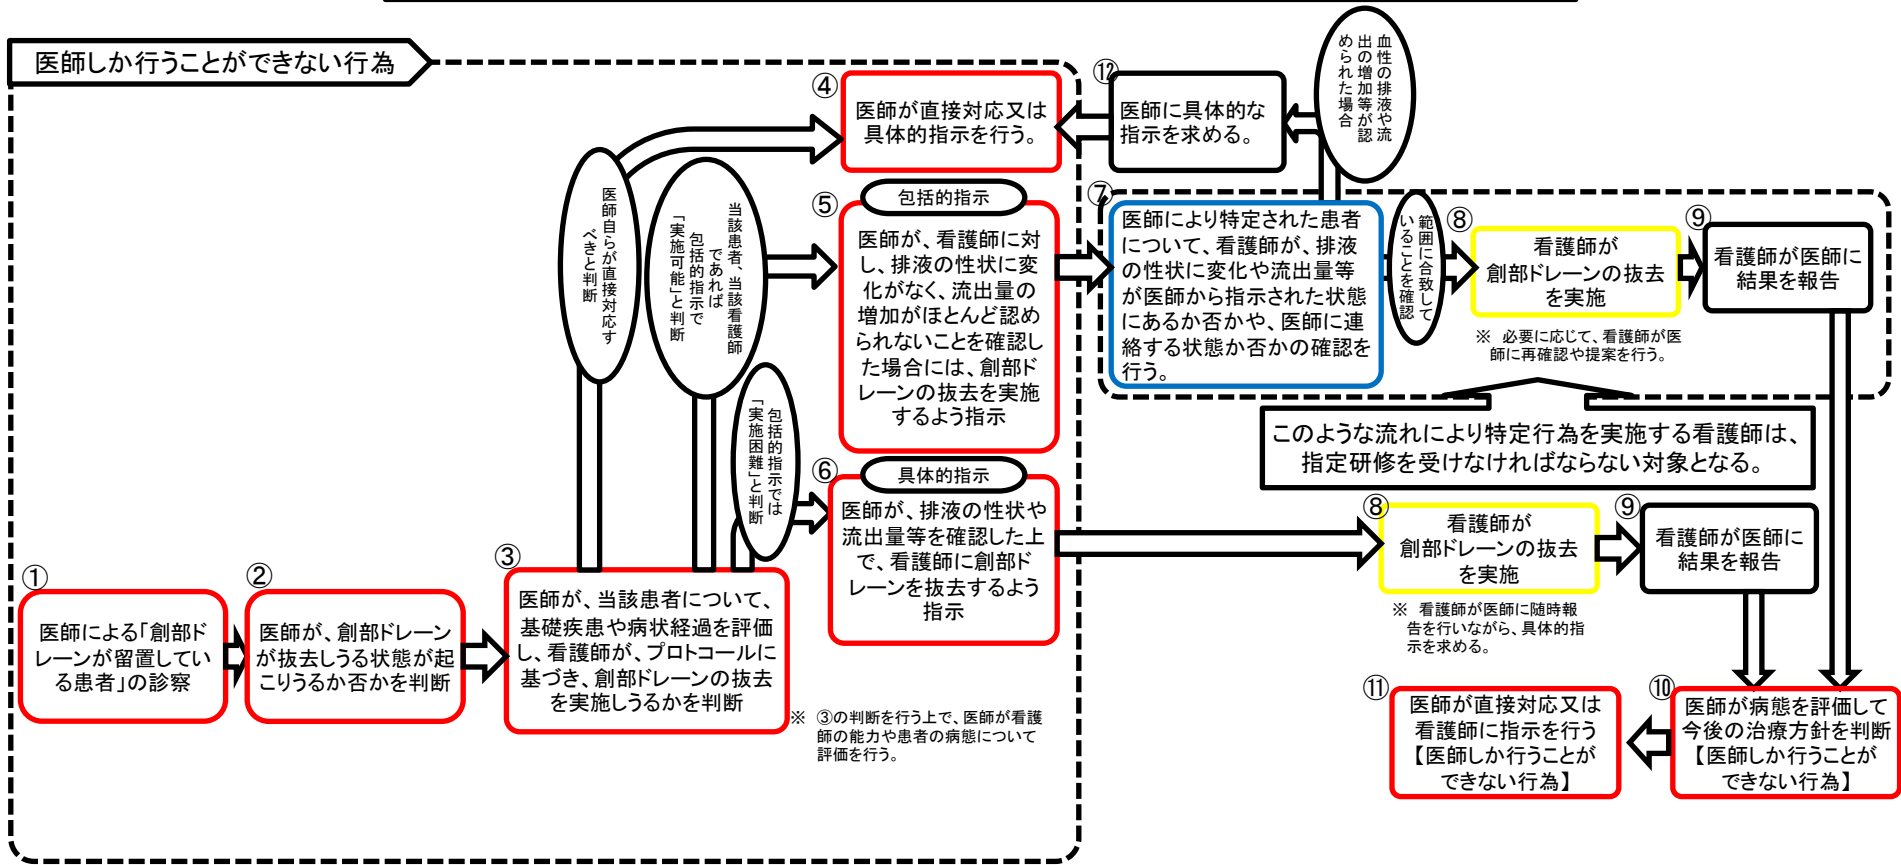 医師しか行うことができない行為
①
医師による「創部ド
レーンが留置してい
る患者」の診察
②
医師が、創部ドレーン
が抜去しうる状態が起
こりうるか否かを判断
③
医師が、当該患者について、
基礎疾患や病状経過を評価
し、看護師が、プロトコールに
基づき、創部ドレーンの抜去
を実施しうるかを判断
※ ③の判断を行う上で、医師が看護
師の能力や患者の病態について
評価を行う。
医師自らが直接対応す
べきと判断
当該患者、当該看護師
であれば
包括的指示で
「実施可能」と判断
包括的指示では
「実施困難」と判断
④
医師が直接対応又は
具体的指示を行う。
⑤
包括的指示
医師が、看護師に対
し、排液の性状に変
化がなく、流出量の
増加がほとんど認め
られないことを確認し
た場合には、創部ド
レーンの抜去を実施
するよう指示
⑥
具体的指示
医師が、排液の性状や
流出量等を確認した上
で、看護師に創部ド
レーンを抜去するよう
指示
⑫
医師に具体的な
指示を求める。
血性の排液や流
出の増加等が認
められた場合
⑦
医師により特定された患者
について、看護師が、排液
の性状に変化や流出量等
が医師から指示された状態
にあるか否かや、医師に連
絡する状態か否かの確認を
行う。
範囲に合致して
いることを確認
⑧
看護師が
創部ドレーンの抜去
を実施
※ 必要に応じて、看護師が医
師に再確認や提案を行う。
⑨
看護師が医師に
結果を報告
このような流れにより特定行為を実施する看護師は、
指定研修を受けなければならない対象となる。
⑧
看護師が
創部ドレーンの抜去
を実施
※ 看護師が医師に随時報
告を行いながら、具体的指
示を求める。
⑨
看護師が医師に
結果を報告
⑩
医師が病態を評価して
今後の治療方針を判断
【医師しか行うことが
できない行為】
⑪
医師が直接対応又は
看護師に指示を行う
【医師しか行うことが
できない行為】